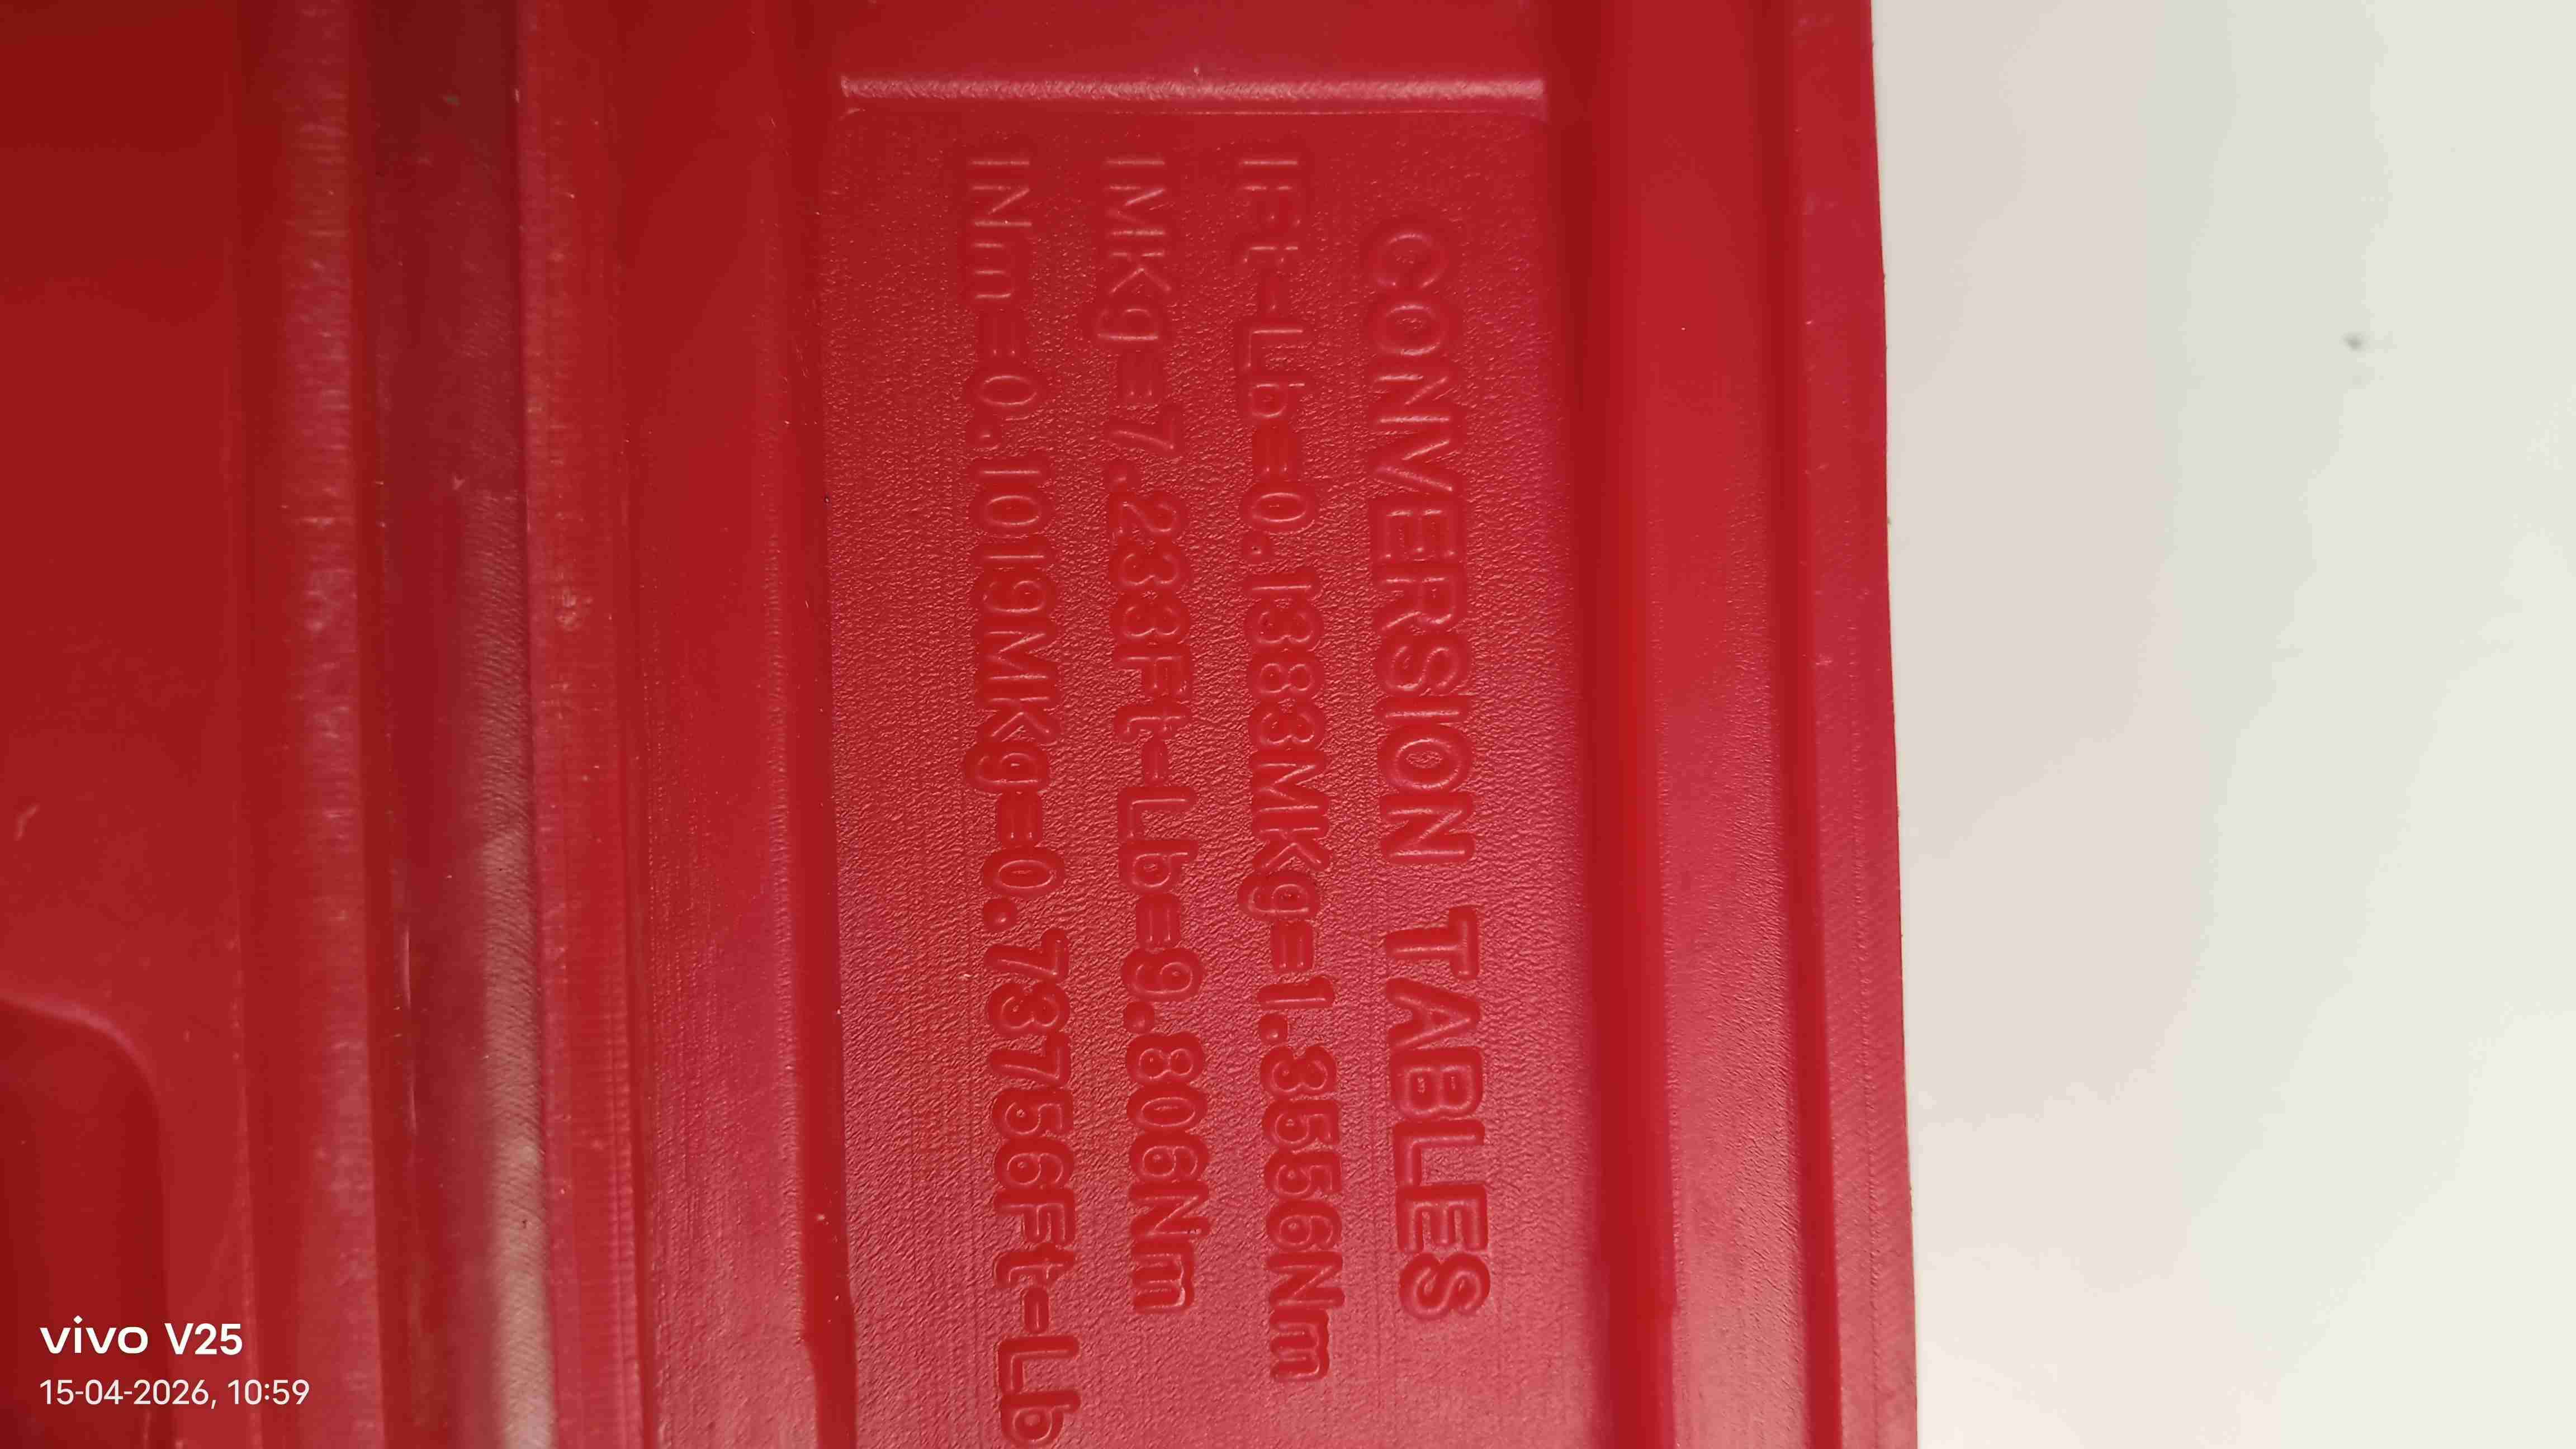 CONVERSION TABLES
1Ft-Lb=0.1383MKg=1.3556Nm
1MKg=7.233Ft-Lb=9.806Nm
1Nm=0.1019MKg=0.73756Ft-Lb
vivo V25
15-04-2026, 10:59